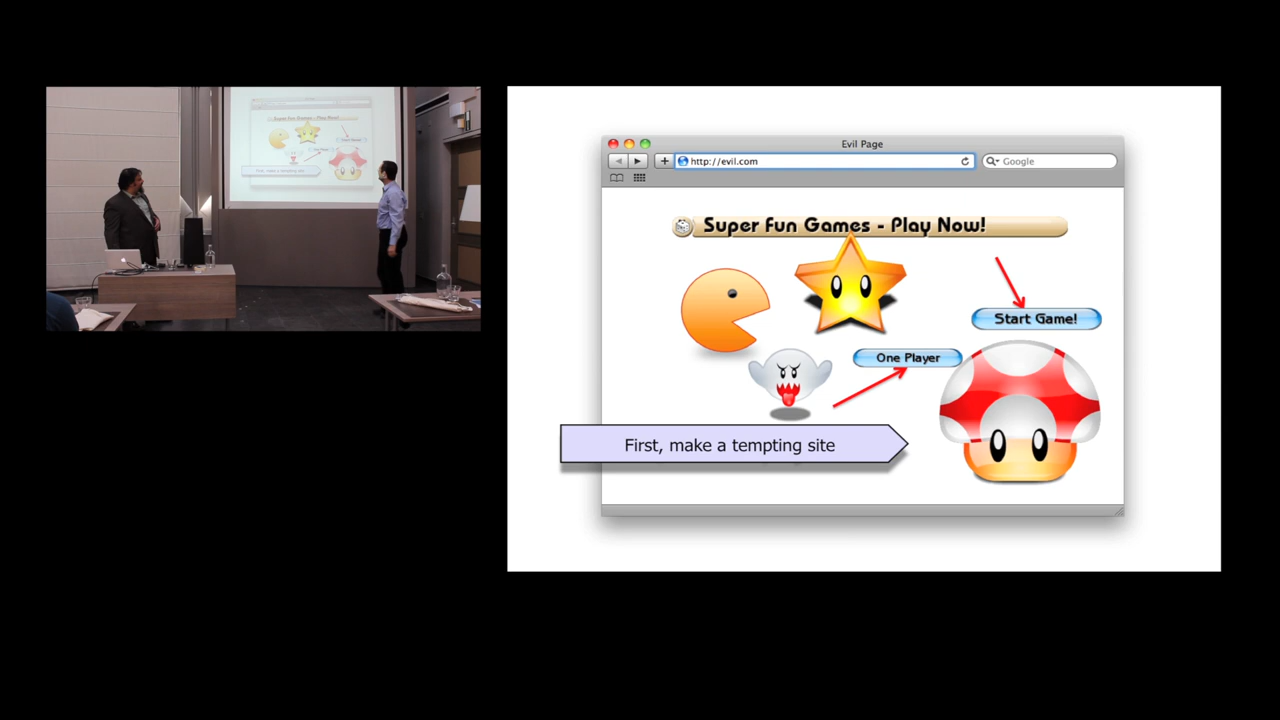 Evil Page
http://evil.com
Google
Super Fun Games - Play Now!
Start Game!
One Player
First, make a tempting site